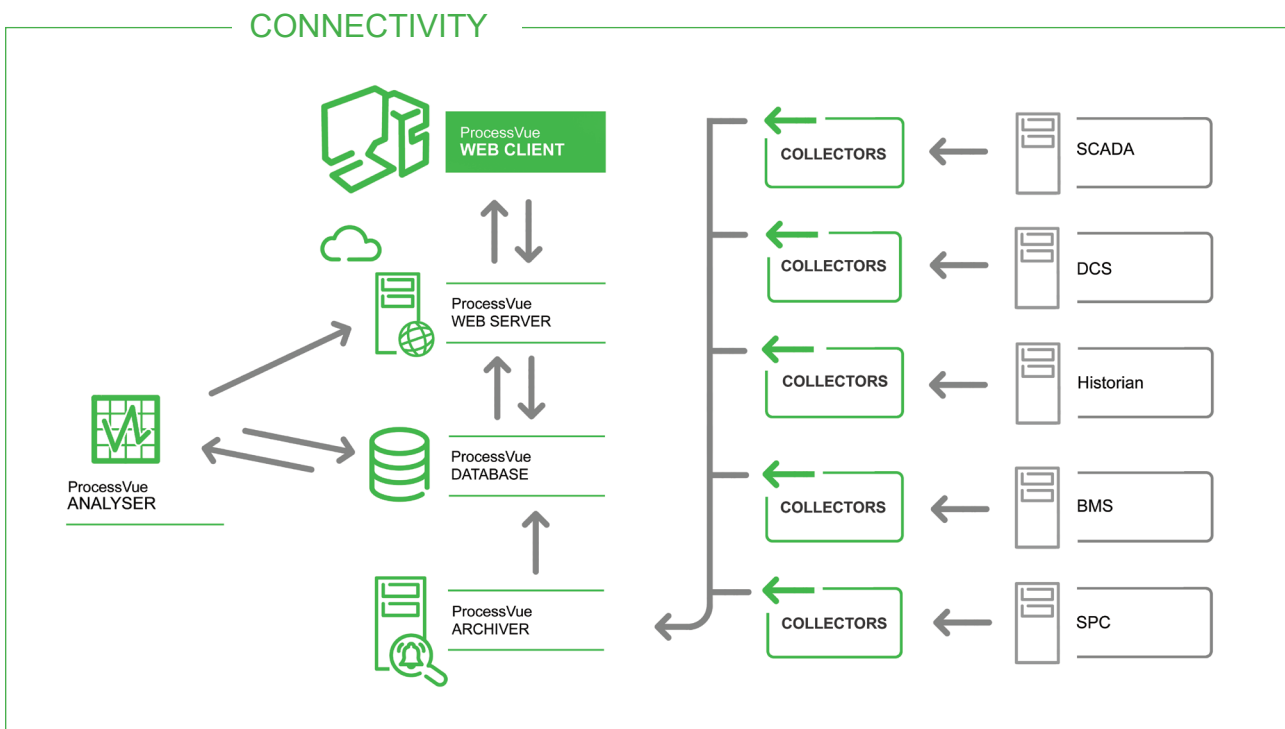 CONNECTIVITY
ProcessVue
WEB CLIENT
ProcessVue
WEB SERVER
ProcessVue
DATABASE
ProcessVue
ANALYSER
ProcessVue
ARCHIVER
COLLECTORS
SCADA
COLLECTORS
DCS
COLLECTORS
Historian
COLLECTORS
BMS
COLLECTORS
SPC